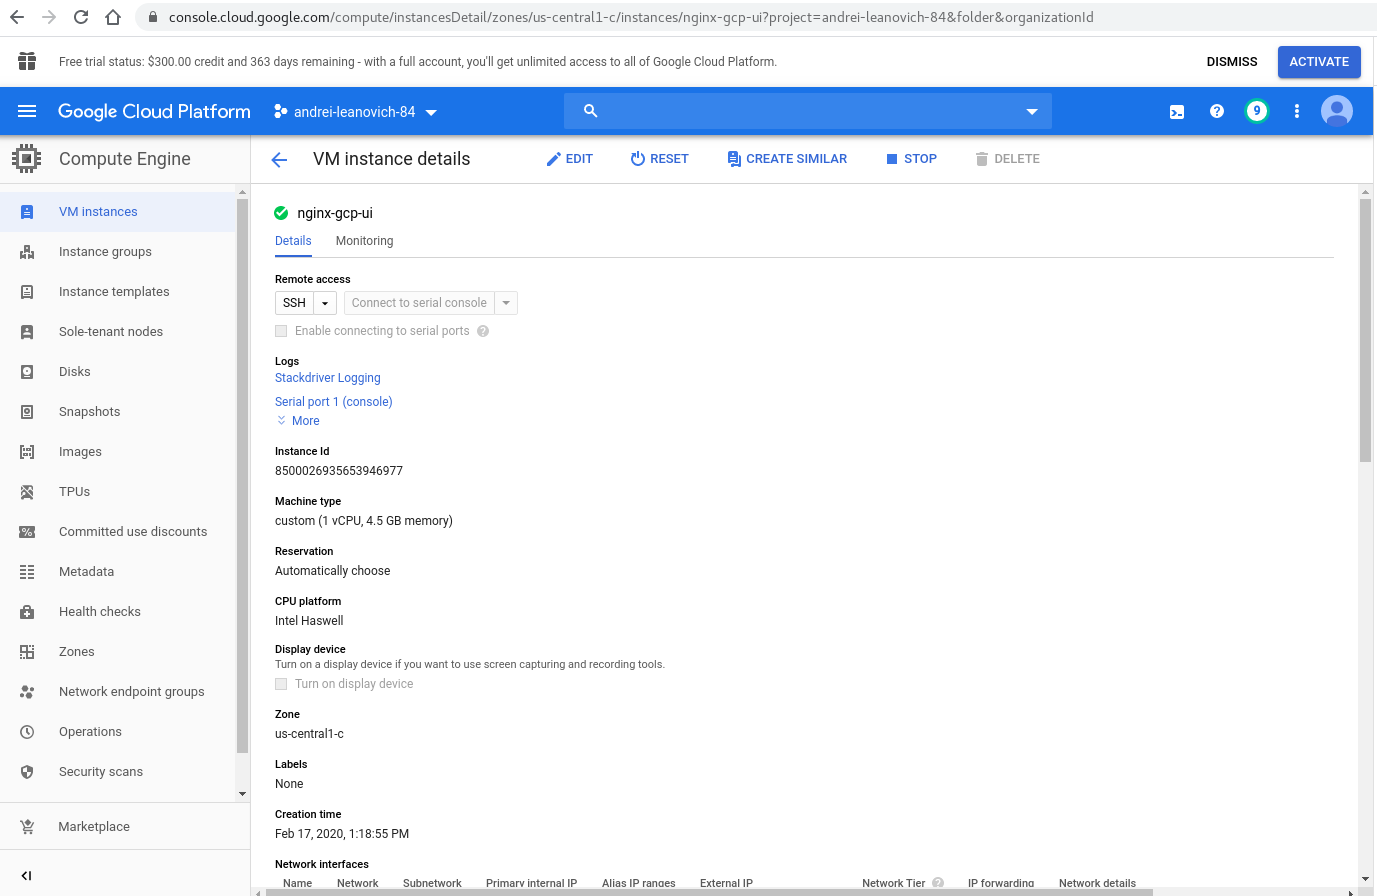 console.cloud.google.com/compute/instancesDetail/zones/us-central1-c/instances/nginx-gcp-ui?project=andrei-leanovich-84&folder&organizationId
Free trial status: $300.00 credit and 363 days remaining - with a full account, you'll get unlimited access to all of Google Cloud Platform.
DISMISS
ACTIVATE
Google Cloud Platform
andrei-leanovich-84
9
Compute Engine
VM instance details
EDIT
RESET
CREATE SIMILAR
STOP
DELETE
VM instances
Instance groups
Instance templates
Sole-tenant nodes
Disks
Snapshots
Images
TPUs
Committed use discounts
Metadata
Health checks
Zones
Network endpoint groups
Operations
Security scans
Marketplace
nginx-gcp-ui
Details
Monitoring
Remote access
SSH
Connect to serial console
Enable connecting to serial ports
Logs
Stackdriver Logging
Serial port 1 (console)
More
Instance Id
8500026935653946977
Machine type
custom (1 vCPU, 4.5 GB memory)
Reservation
Automatically choose
CPU platform
Intel Haswell
Display device
Turn on a display device if you want to use screen capturing and recording tools.
Turn on display device
Zone
us-central1-c
Labels
None
Creation time
Feb 17, 2020, 1:18:55 PM
Network interfaces
Name Network Subnetwork Primary internal IP Alias IP ranges External IP Network Tier IP forwarding Network details